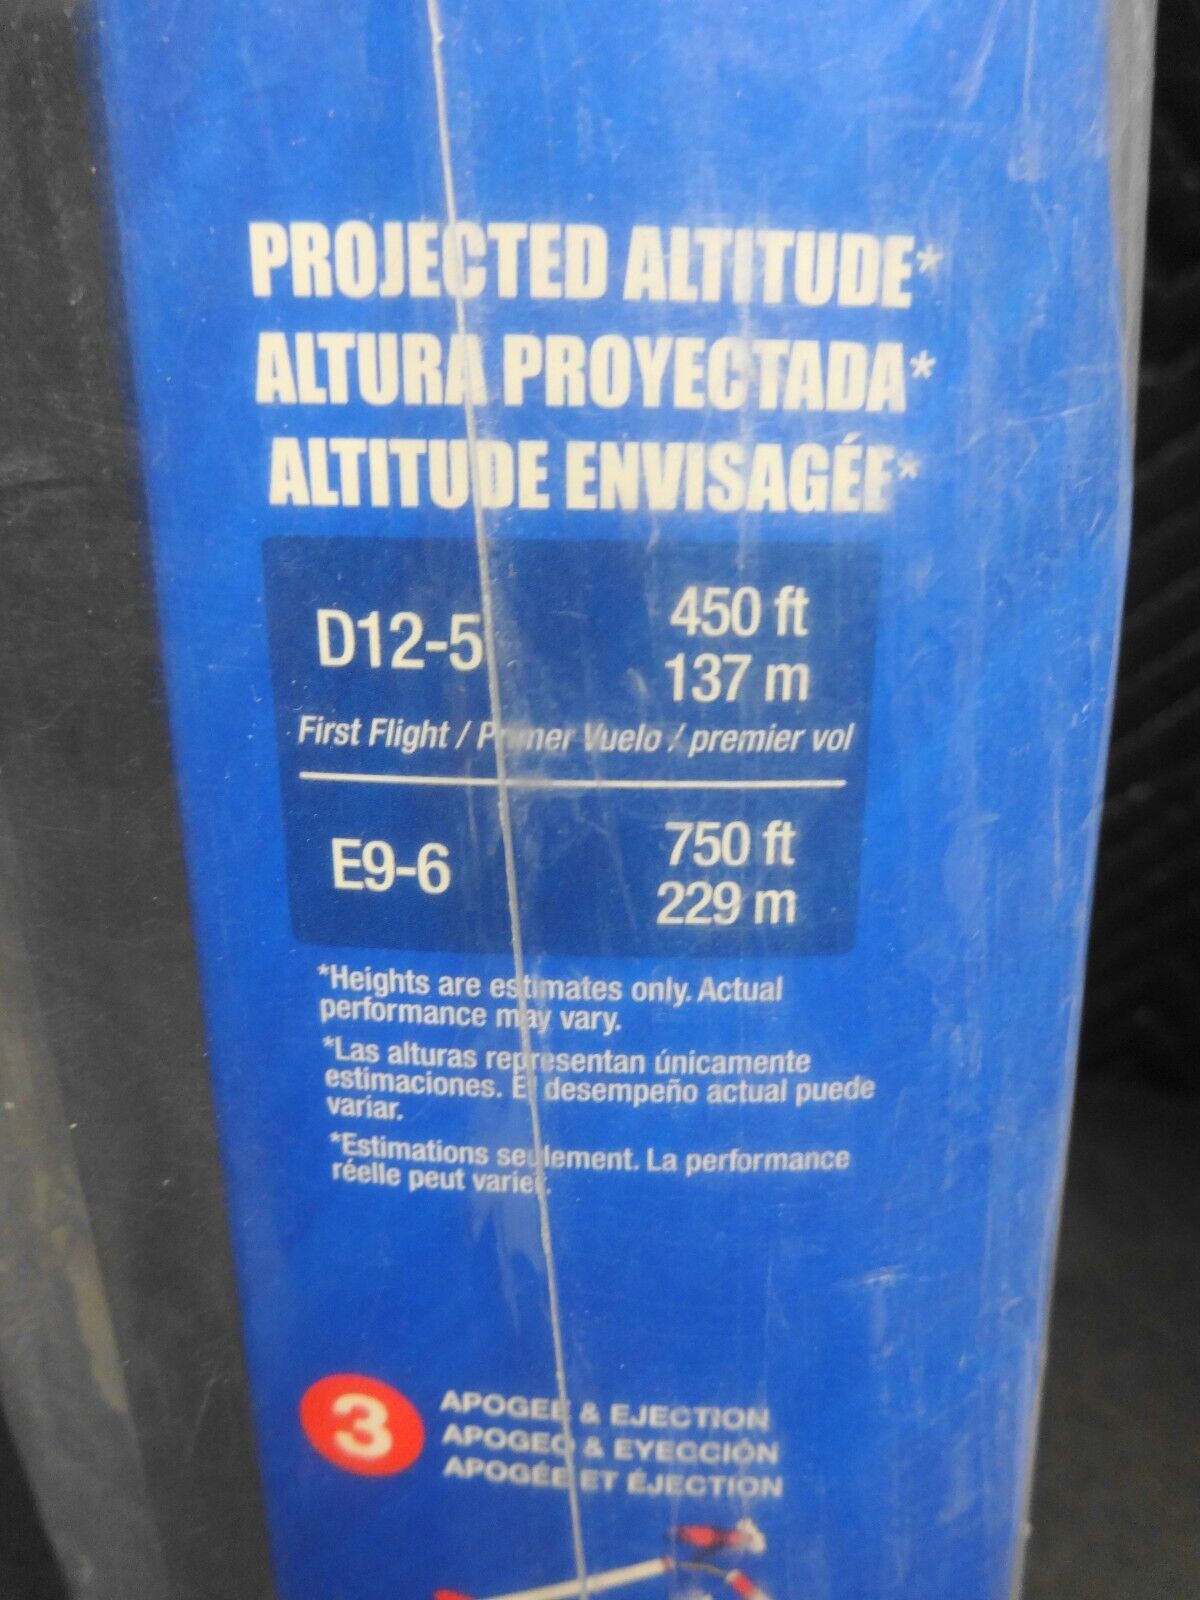 PROJECTED ALTITUDE*
ALTURA PROYECTADA*
ALTITUDE ENVISAGÉE*
D12-5 450 ft
137 m
First Flight / Primer Vuelo / premier vol
E9-6 750 ft
229 m
*Heights are estimates only. Actual
performance may vary.
*Las alturas representan únicamente
estimaciones. El desempeño actual puede
variar.
*Estimations seulement. La performance
réelle peut varier.
3 APOGEE & EJECTION
APOGEO & EYECCIÓN
APOGÉE ET ÉJECTION